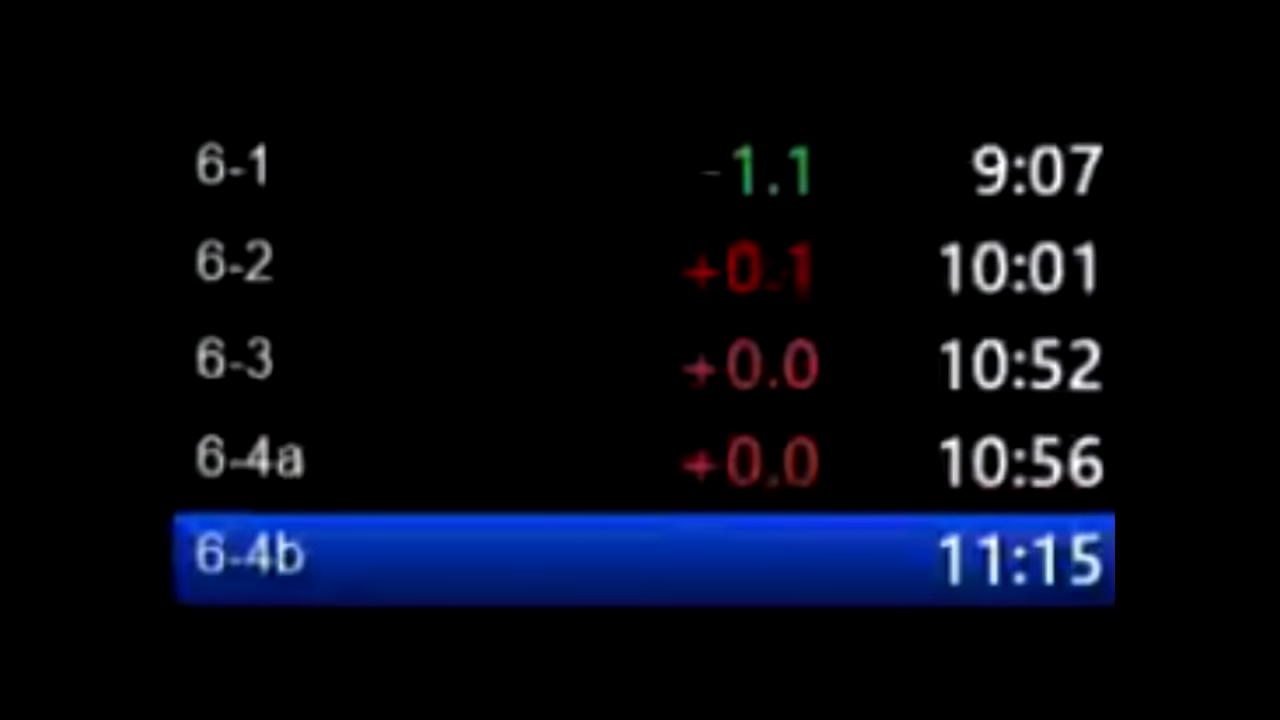 6-1 -1.1 9:07
6-2 +0.1 10:01
6-3 +0.0 10:52
6-4a +0.0 10:56
6-4b 11:15